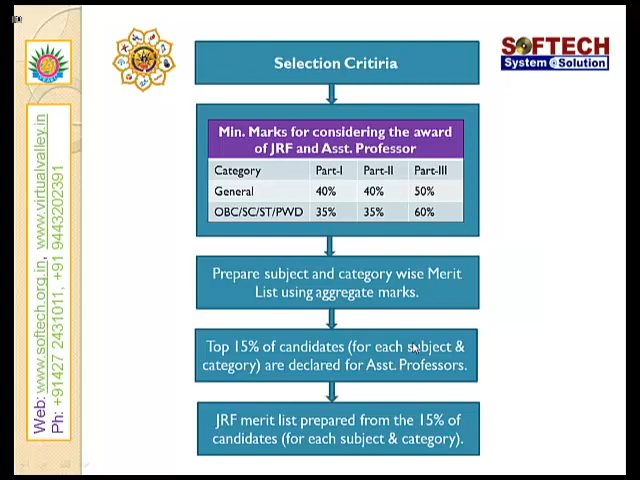 Selection Critiria
SOFTECH
System Solution
Min. Marks for considering the award
of JRF and Asst. Professor
Category Part-I Part-II Part-III
General 40% 40% 50%
OBC/SC/ST/PWD 35% 35% 60%
Prepare subject and category wise Merit
List using aggregate marks.
Top 15% of candidates (for each subject &
category) are declared for Asst. Professors.
JRF merit list prepared from the 15% of
candidates (for each subject & category).
Web: www.softech.org.in, www.virtualvalley.in
Ph: +91427 2431011, +91 9443202391